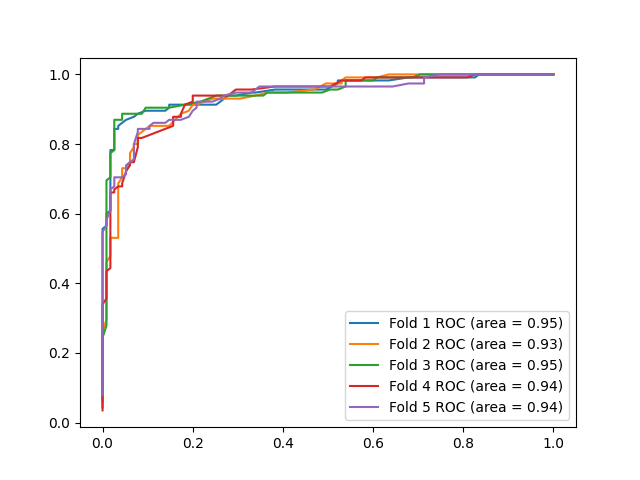 1.0
0.8
0.6
0.4
0.2
0.0
Fold 1 ROC (area = 0.95)
Fold 2 ROC (area = 0.93)
Fold 3 ROC (area = 0.95)
Fold 4 ROC (area = 0.94)
Fold 5 ROC (area = 0.94)
0.0 0.2 0.4 0.6 0.8 1.0